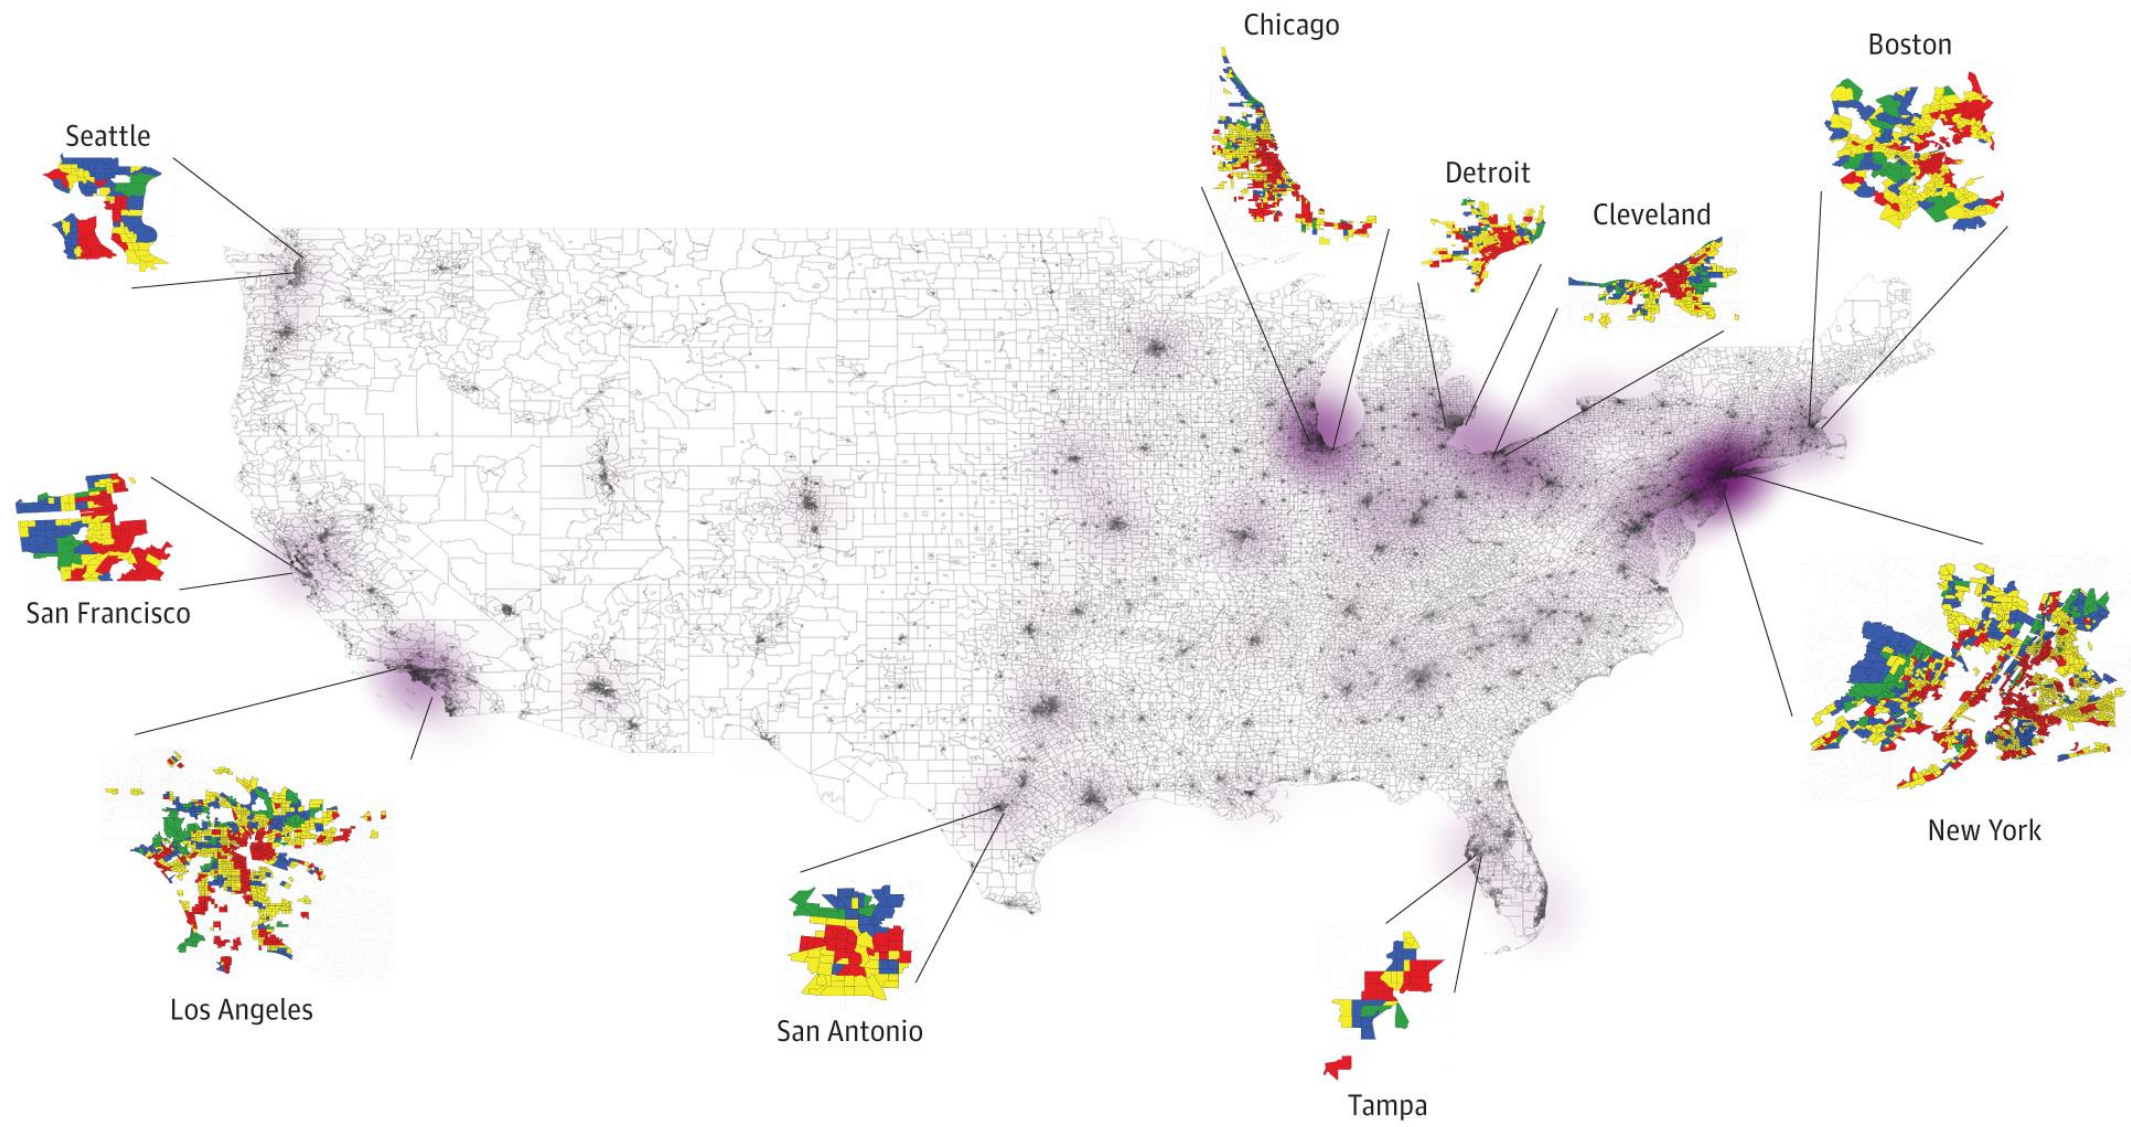 Chicago
Boston
Seattle
Detroit
Cleveland
San Francisco
New York
Los Angeles
San Antonio
Tampa